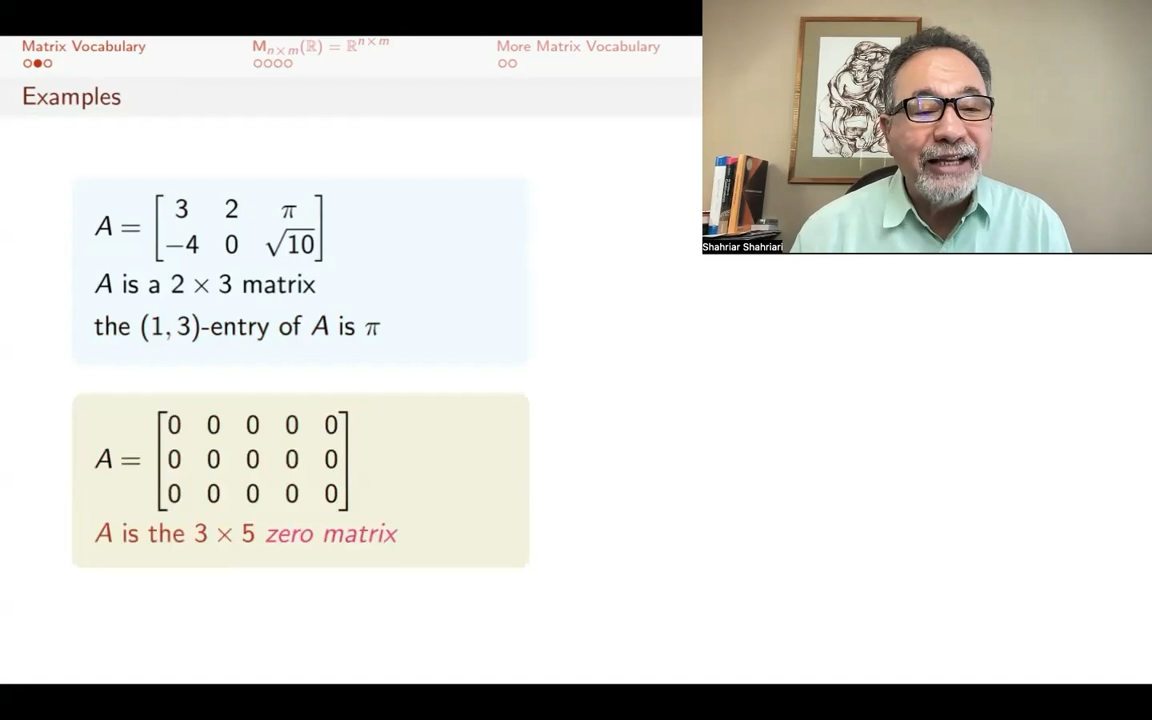 Matrix Vocabulary
M_{n×m}(ℝ) = ℝ^{n×m}
More Matrix Vocabulary
Examples
A = [3 2 π
−4 0 √10]
A is a 2 × 3 matrix
the (1, 3)-entry of A is π
A = [0 0 0 0 0
0 0 0 0 0
0 0 0 0 0]
A is the 3 × 5 zero matrix
Shahriar Shahriari